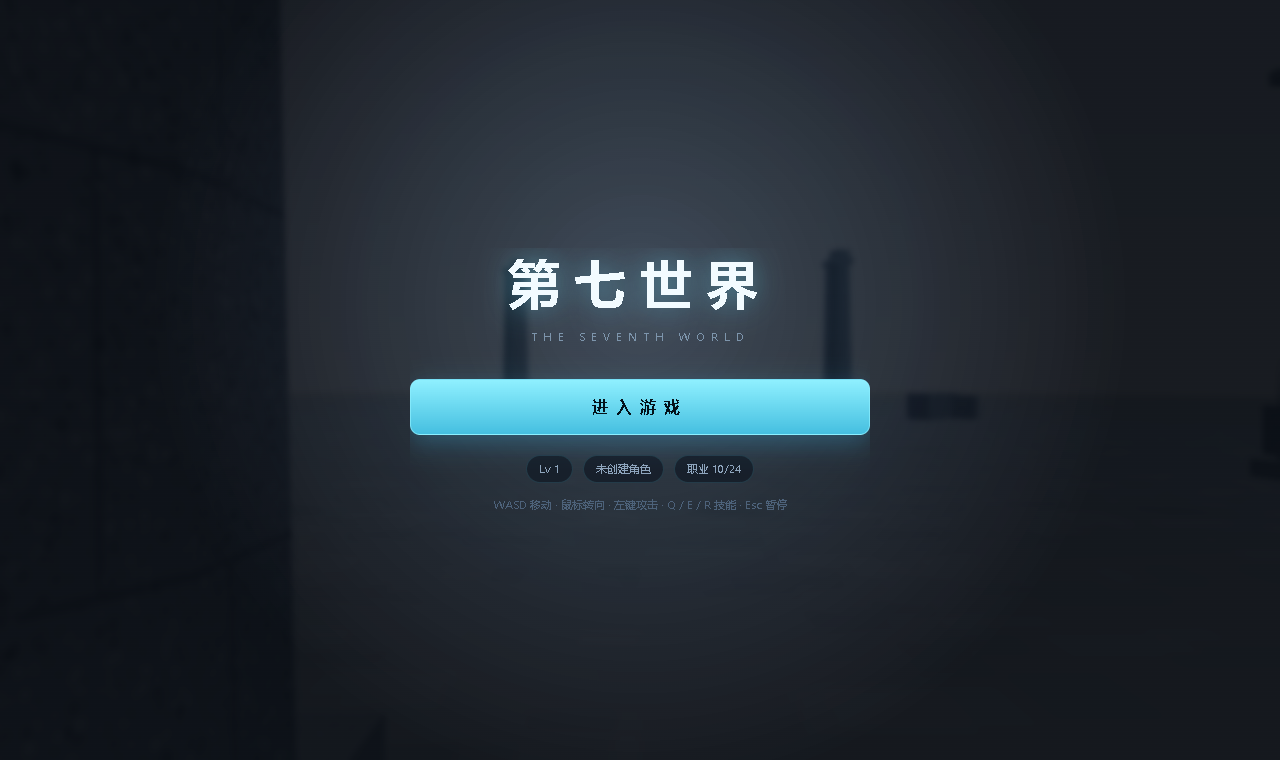 第七世界
THE SEVENTH WORLD
进入游戏
Lv 1 未创建角色 职业 10/24
WASD 移动 · 鼠标转向 · 左键攻击 · Q / E / R 技能 · Esc 暂停